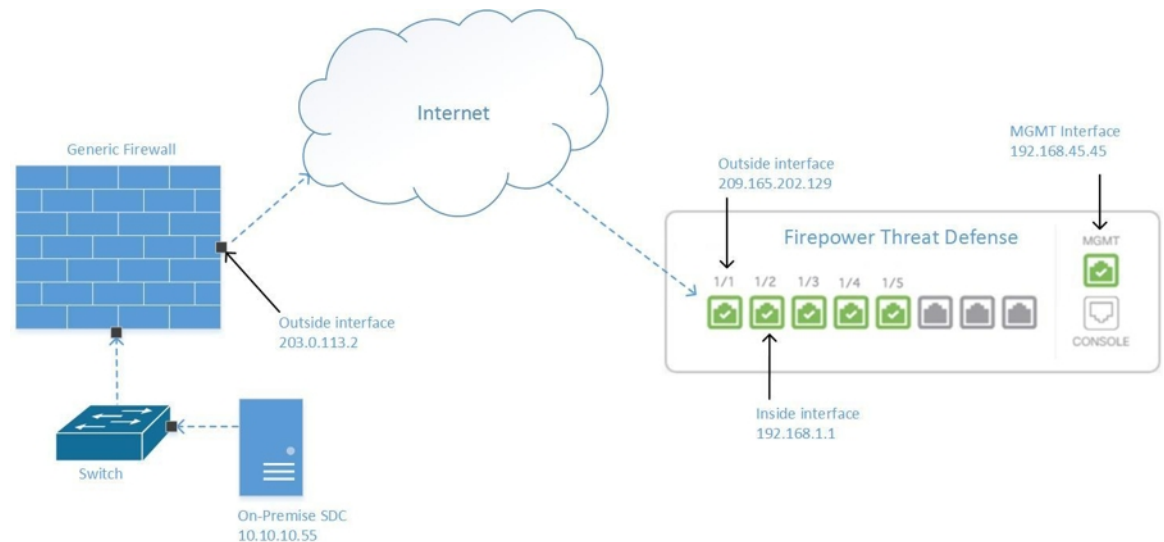 Internet
Generic Firewall
Outside interface
203.0.113.2
Switch
On-Premise SDC
10.10.10.55
MGMT Interface
192.168.45.45
Outside interface
209.165.202.129
Firepower Threat Defense
MGMT
1/1 1/2 1/3 1/4 1/5
CONSOLE
Inside interface
192.168.1.1